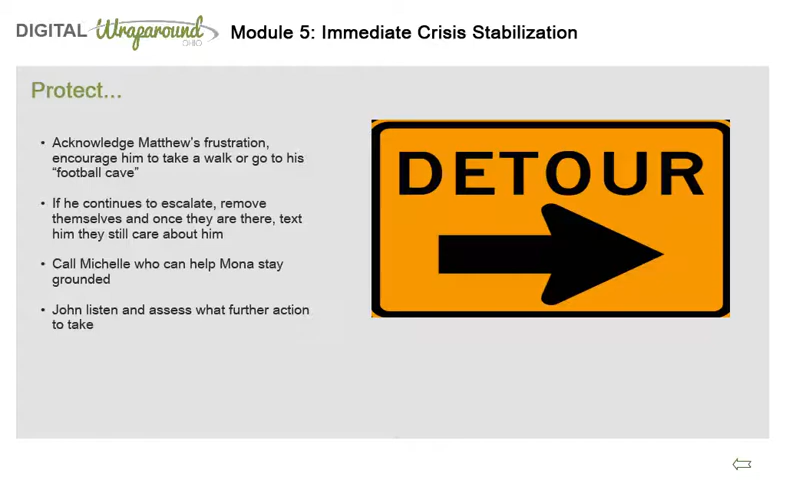 DIGITAL Wraparound OHIO Module 5: Immediate Crisis Stabilization
Protect...
• Acknowledge Matthew's frustration,
encourage him to take a walk or go to his
"football cave"
• If he continues to escalate, remove
themselves and once they are there, text
him they still care about him
• Call Michelle who can help Mona stay
grounded
• John listen and assess what further action
to take
DETOUR